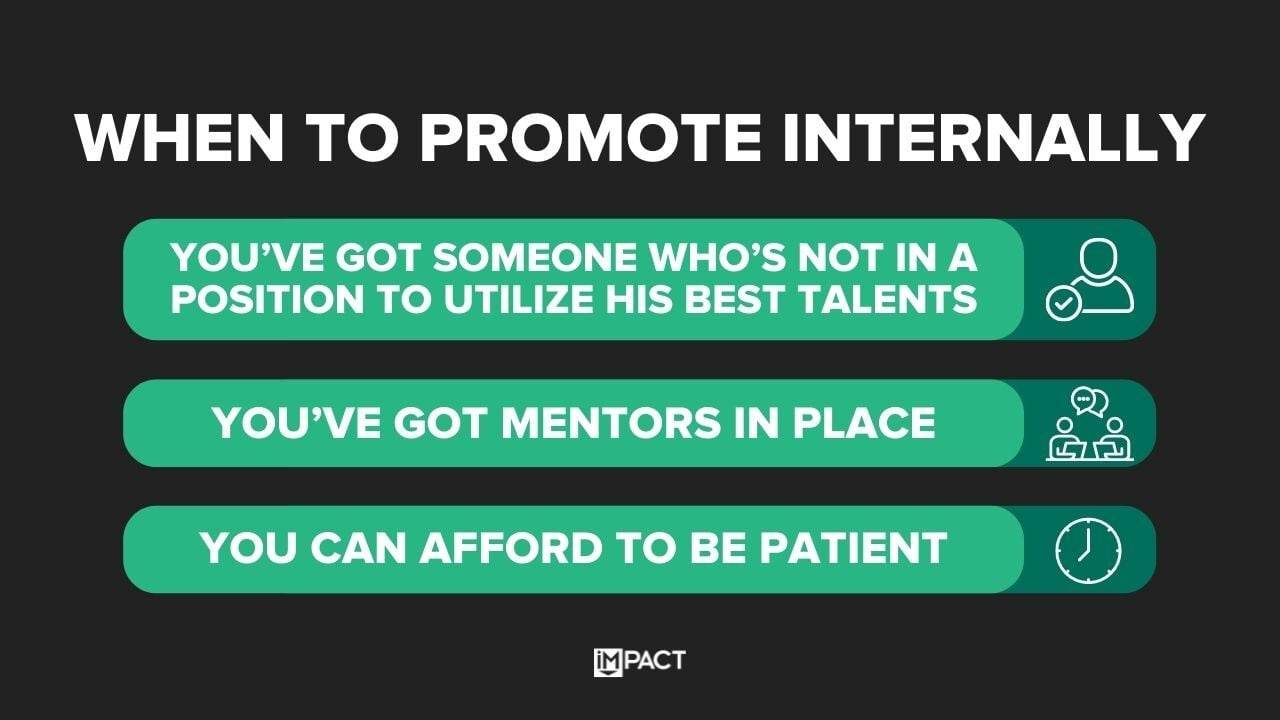 WHEN TO PROMOTE INTERNALLY
YOU’VE GOT SOMEONE WHO’S NOT IN A
POSITION TO UTILIZE HIS BEST TALENTS
YOU’VE GOT MENTORS IN PLACE
YOU CAN AFFORD TO BE PATIENT
iMPACT